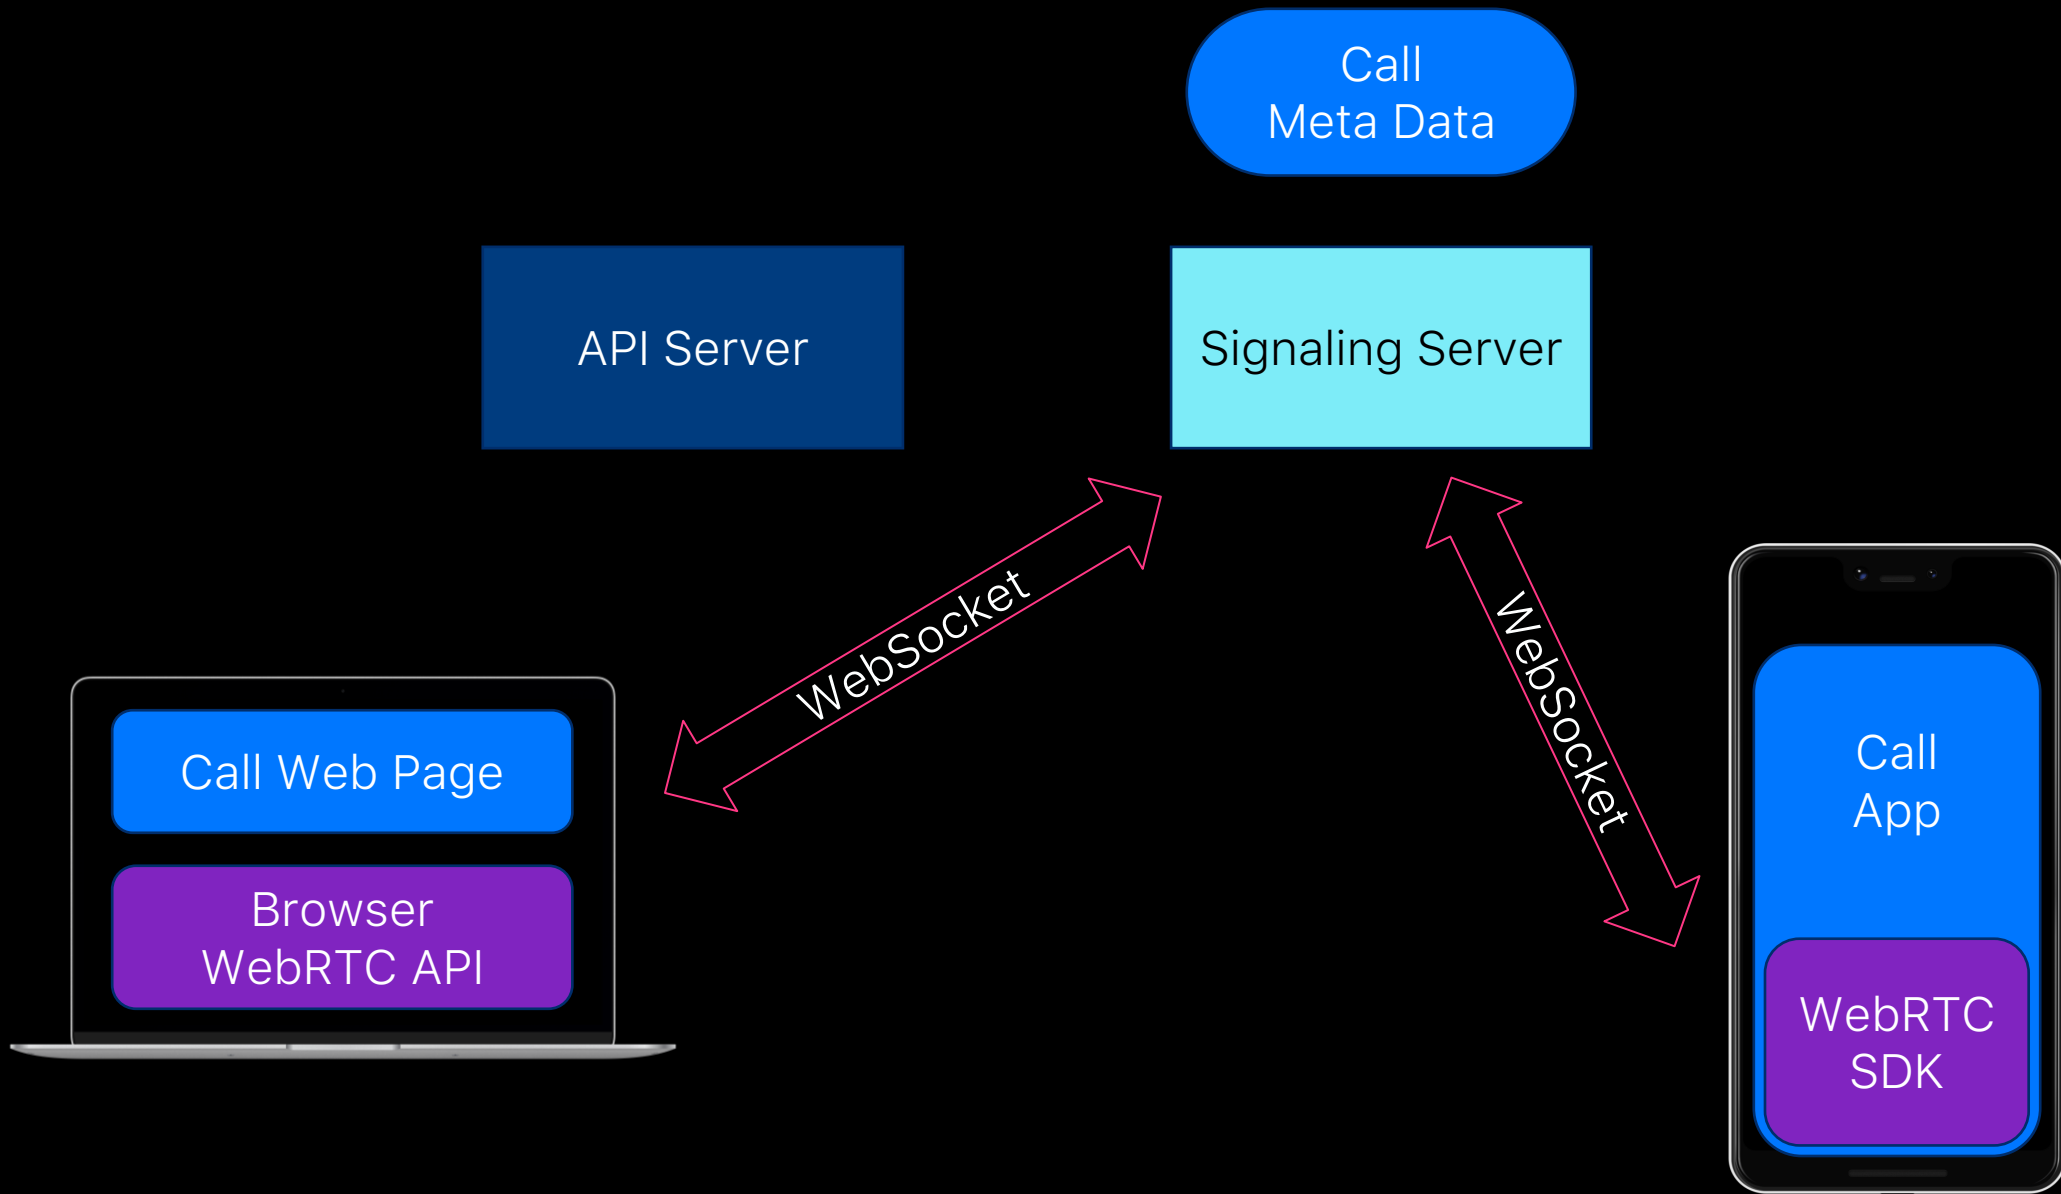 Call
Meta Data
API Server
Signaling Server
WebSocket
WebSocket
Call Web Page
Browser
WebRTC API
Call
App
WebRTC
SDK